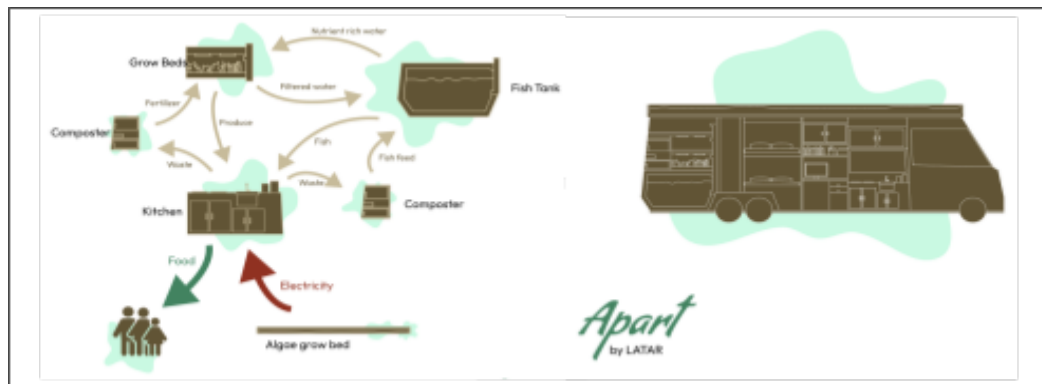 Nutrient rich water
Grow Beds
Filtered water
Fish Tank
Fertilizer
Composter
Produce
Fish
Fish feed
Waste
Waste
Kitchen
Composter
Food
Electricity
Algae grow bed
Apart
by LATAR